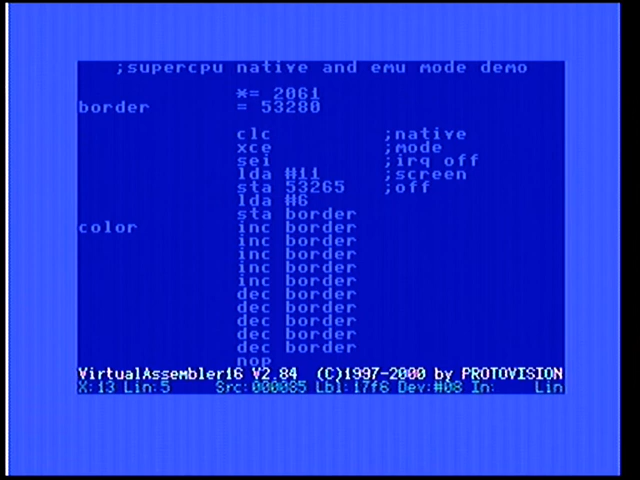 ;supercpu native and emu mode demo
*= 2061
border = 53280
clc ;native
xce ;mode
sei ;irq off
lda #11 ;screen
sta 53265 ;off
lda #6
sta border
color inc border
inc border
inc border
inc border
inc border
dec border
dec border
dec border
dec border
dec border
nop
VirtualAssembler16 V2.84 (C)1997-2000 by PROTOVISION
X:13 Lin:5 Src:000085 Lbl:17f6 Dev:#08 In: Lin